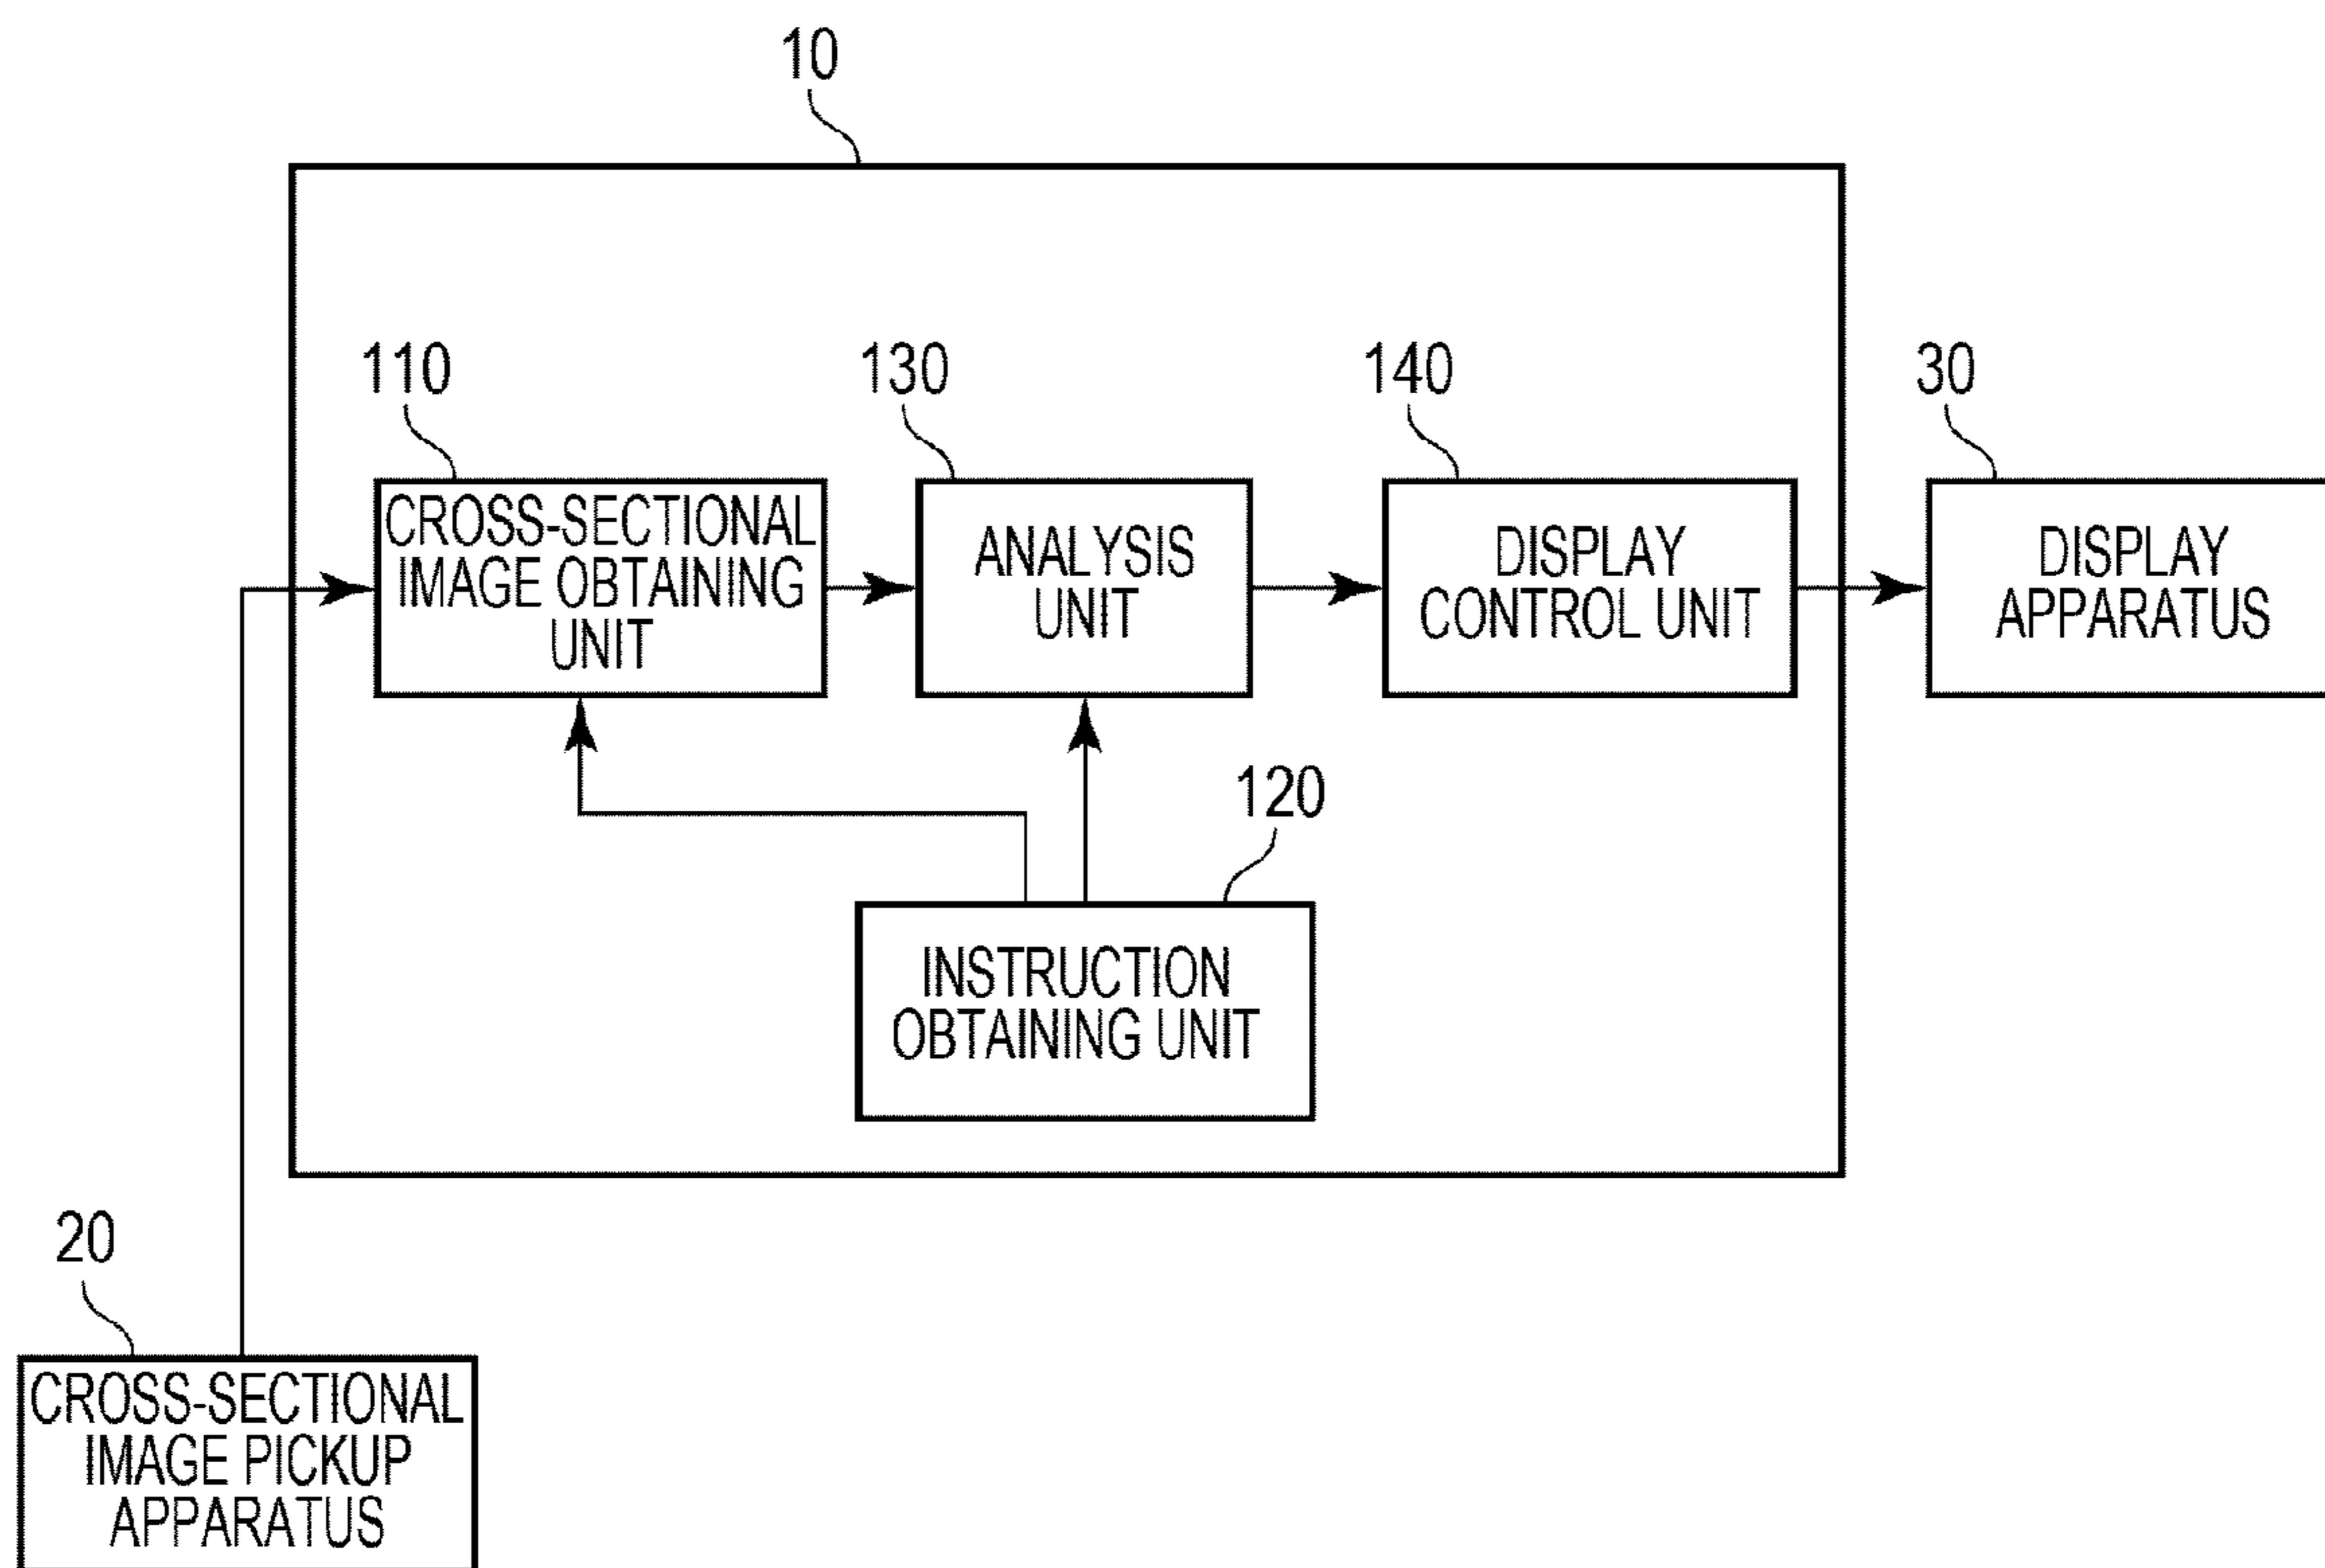 10
110
130
140
30
CROSS-SECTIONAL
IMAGE OBTAINING
UNIT
ANALYSIS
UNIT
DISPLAY
CONTROL UNIT
DISPLAY
APPARATUS
120
INSTRUCTION
OBTAINING UNIT
20
CROSS-SECTIONAL
IMAGE PICKUP
APPARATUS